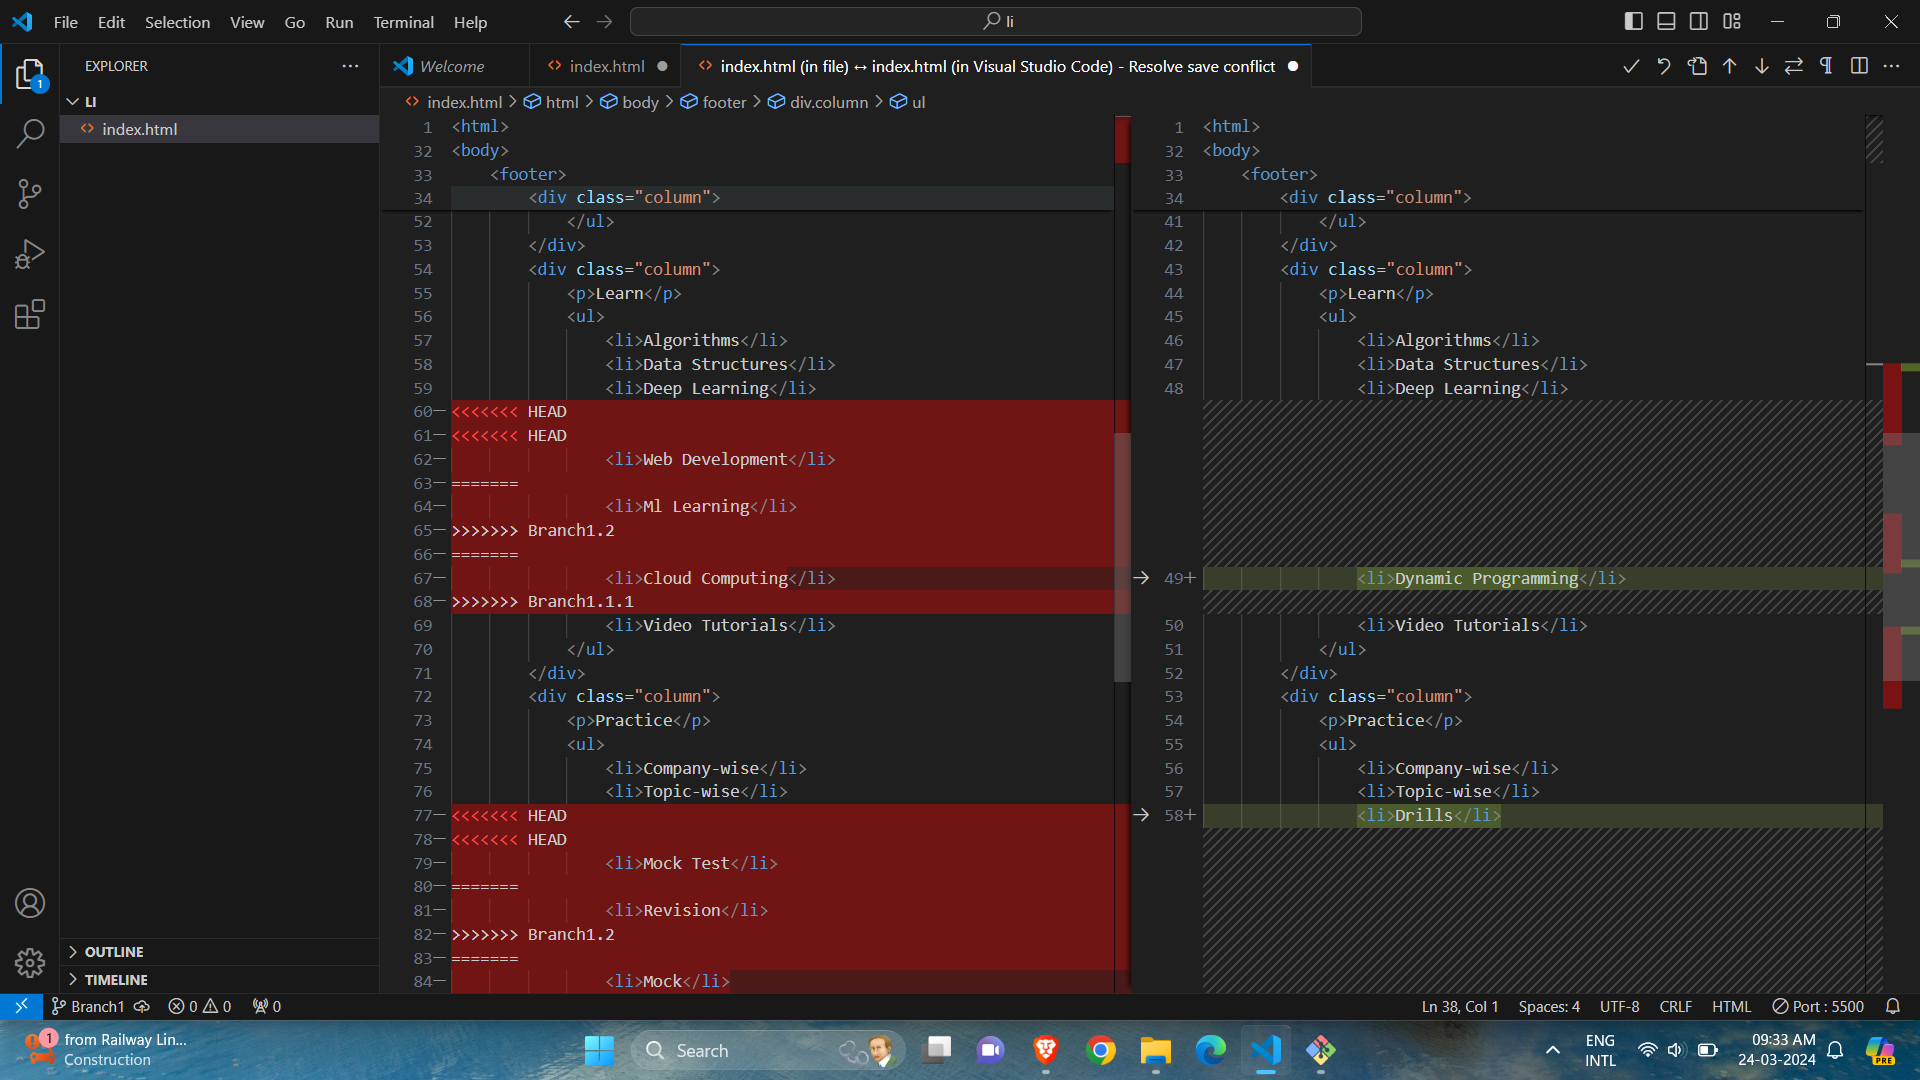 File Edit Selection View Go Run Terminal Help
li
EXPLORER
Welcome
index.html
index.html (in file) ↔ index.html (in Visual Studio Code) - Resolve save conflict
1
LI
index.html
index.html > html > body > footer > div.column > ul
1 <html>
32 <body>
33 <footer>
34 <div class="column">
52 </ul>
53 </div>
54 <div class="column">
55 <p>Learn</p>
56 <ul>
57 <li>Algorithms</li>
58 <li>Data Structures</li>
59 <li>Deep Learning</li>
60— <<<<<<< HEAD
61— <<<<<<< HEAD
62— <li>Web Development</li>
63— =======
64— <li>Ml Learning</li>
65— >>>>>>> Branch1.2
66— =======
67— <li>Cloud Computing</li>
68— >>>>>>> Branch1.1.1
69 <li>Video Tutorials</li>
70 </ul>
71 </div>
72 <div class="column">
73 <p>Practice</p>
74 <ul>
75 <li>Company-wise</li>
76 <li>Topic-wise</li>
77— <<<<<<< HEAD
78— <<<<<<< HEAD
79— <li>Mock Test</li>
80— =======
81— <li>Revision</li>
82— >>>>>>> Branch1.2
83— =======
84— <li>Mock</li>
1 <html>
32 <body>
33 <footer>
34 <div class="column">
41 </ul>
42 </div>
43 <div class="column">
44 <p>Learn</p>
45 <ul>
46 <li>Algorithms</li>
47 <li>Data Structures</li>
48 <li>Deep Learning</li>
49+ <li>Dynamic Programming</li>
50 <li>Video Tutorials</li>
51 </ul>
52 </div>
53 <div class="column">
54 <p>Practice</p>
55 <ul>
56 <li>Company-wise</li>
57 <li>Topic-wise</li>
58+ <li>Drills</li>
OUTLINE
TIMELINE
Branch1 0 0 0
Ln 38, Col 1 Spaces: 4 UTF-8 CRLF HTML Port : 5500
1
from Railway Lin...
Construction
Search
ENG
INTL
09:33 AM
24-03-2024
PRE